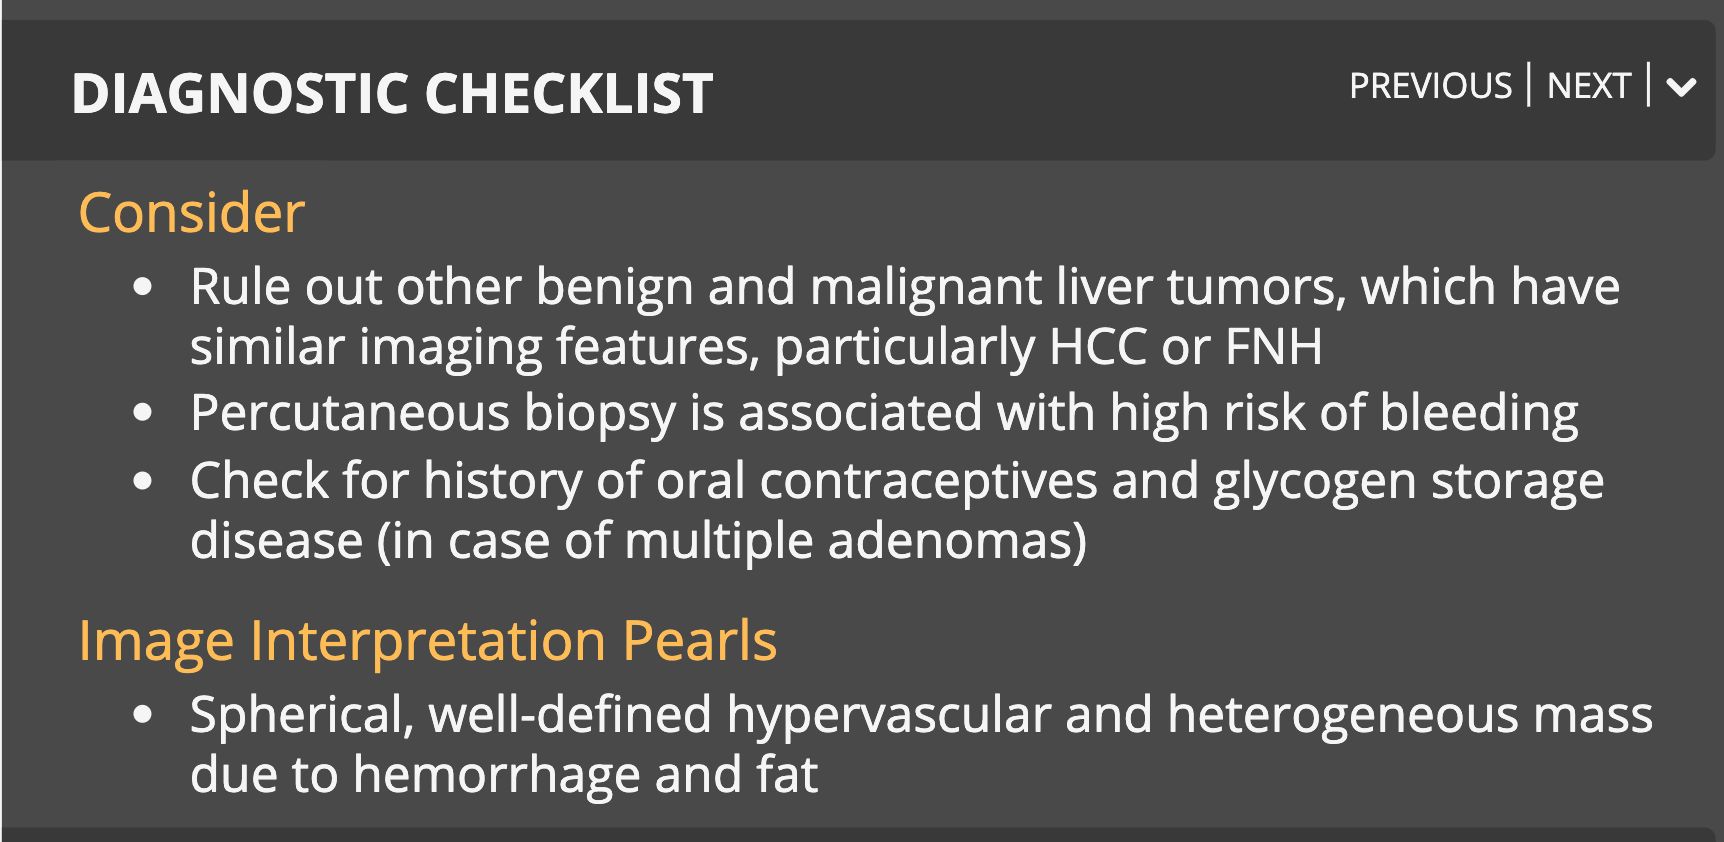 DIAGNOSTIC CHECKLIST
PREVIOUS | NEXT |
Consider
• Rule out other benign and malignant liver tumors, which have
similar imaging features, particularly HCC or FNH
• Percutaneous biopsy is associated with high risk of bleeding
• Check for history of oral contraceptives and glycogen storage
disease (in case of multiple adenomas)
Image Interpretation Pearls
• Spherical, well-defined hypervascular and heterogeneous mass
due to hemorrhage and fat